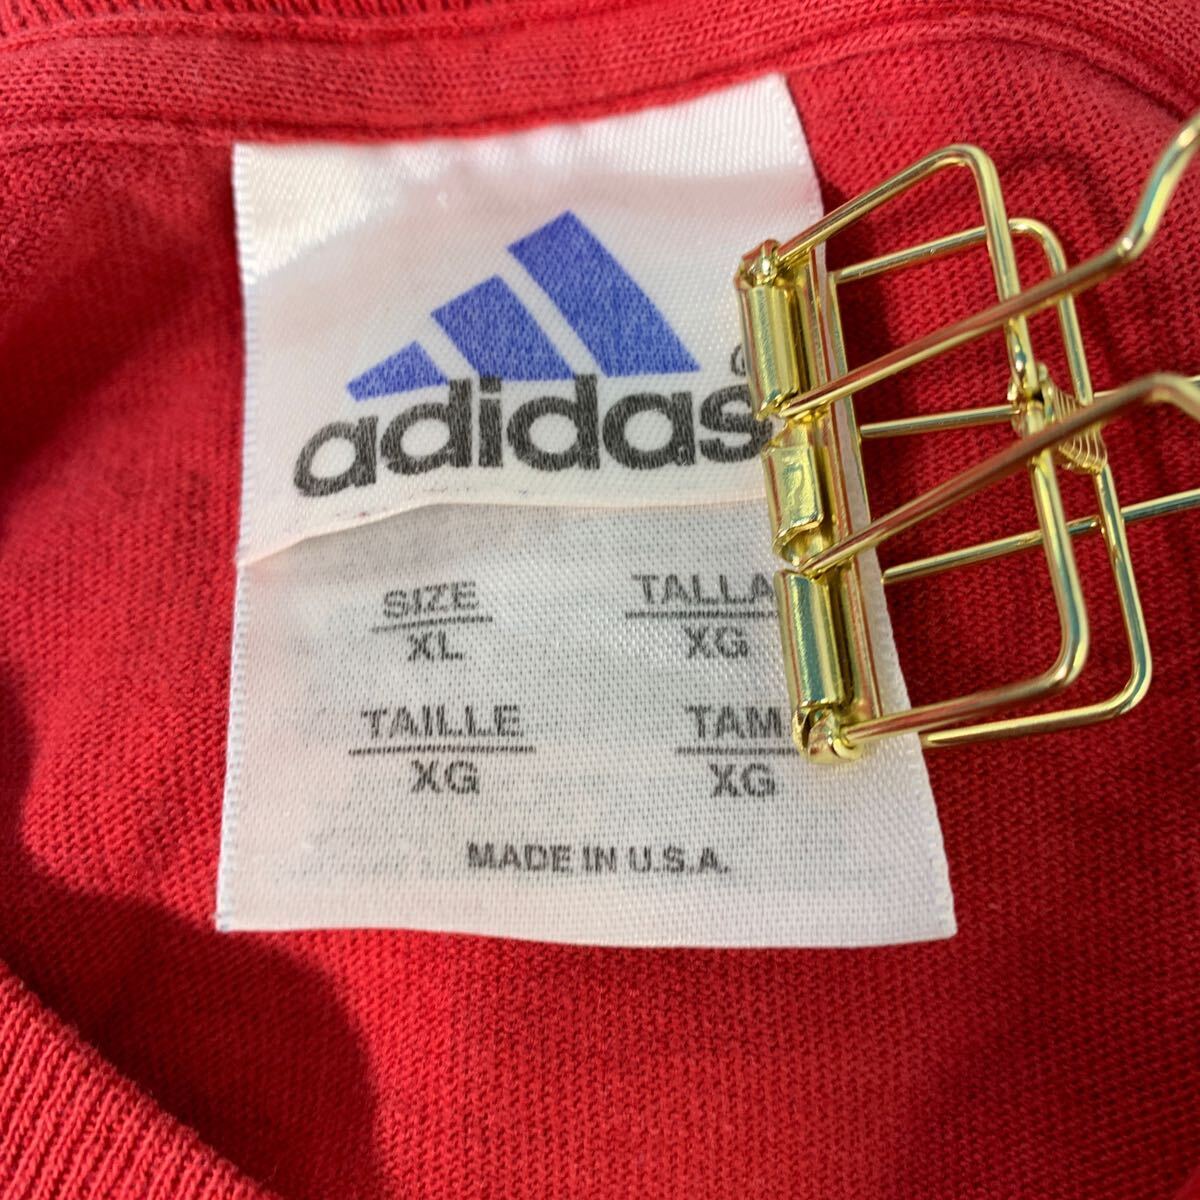 adidas
SIZE TALLA
XL XG
TAILLE TAM
XG XG
MADE IN U.S.A.